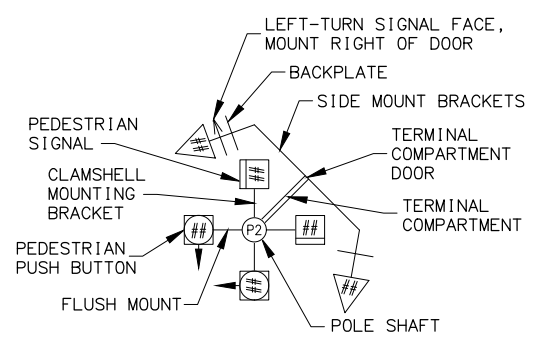 LEFT-TURN SIGNAL FACE,
MOUNT RIGHT OF DOOR
BACKPLATE
SIDE MOUNT BRACKETS
PEDESTRIAN
SIGNAL
TERMINAL
COMPARTMENT
DOOR
CLAMSHELL
MOUNTING
BRACKET
TERMINAL
COMPARTMENT
PEDESTRIAN
PUSH BUTTON
FLUSH MOUNT
POLE SHAFT
##
##
##
P2
##
##
##